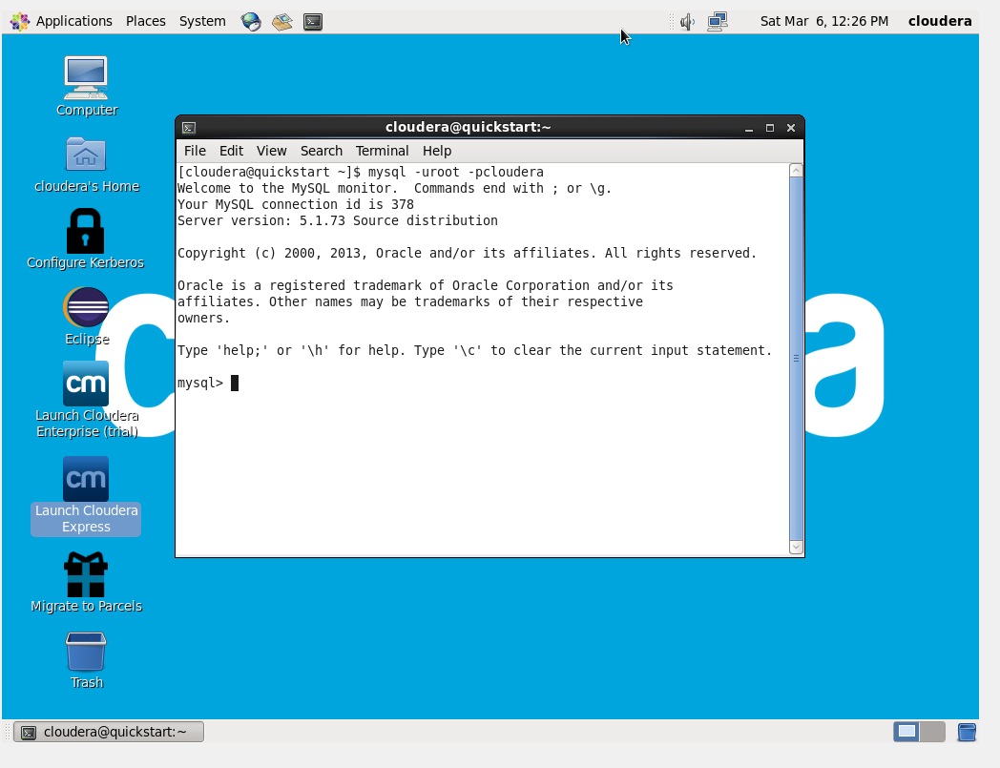 Applications Places System
Sat Mar 6, 12:26 PM cloudera
Computer
cloudera's Home
Configure Kerberos
Eclipse
cm
Launch Cloudera
Enterprise (trial)
cm
Launch Cloudera
Express
Migrate to Parcels
Trash
c
a
cloudera@quickstart:~
File Edit View Search Terminal Help
[cloudera@quickstart ~]$ mysql -uroot -pcloudera
Welcome to the MySQL monitor.  Commands end with ; or \g.
Your MySQL connection id is 378
Server version: 5.1.73 Source distribution
Copyright (c) 2000, 2013, Oracle and/or its affiliates. All rights reserved.
Oracle is a registered trademark of Oracle Corporation and/or its
affiliates. Other names may be trademarks of their respective
owners.
Type 'help;' or '\h' for help. Type '\c' to clear the current input statement.
mysql>
cloudera@quickstart:~